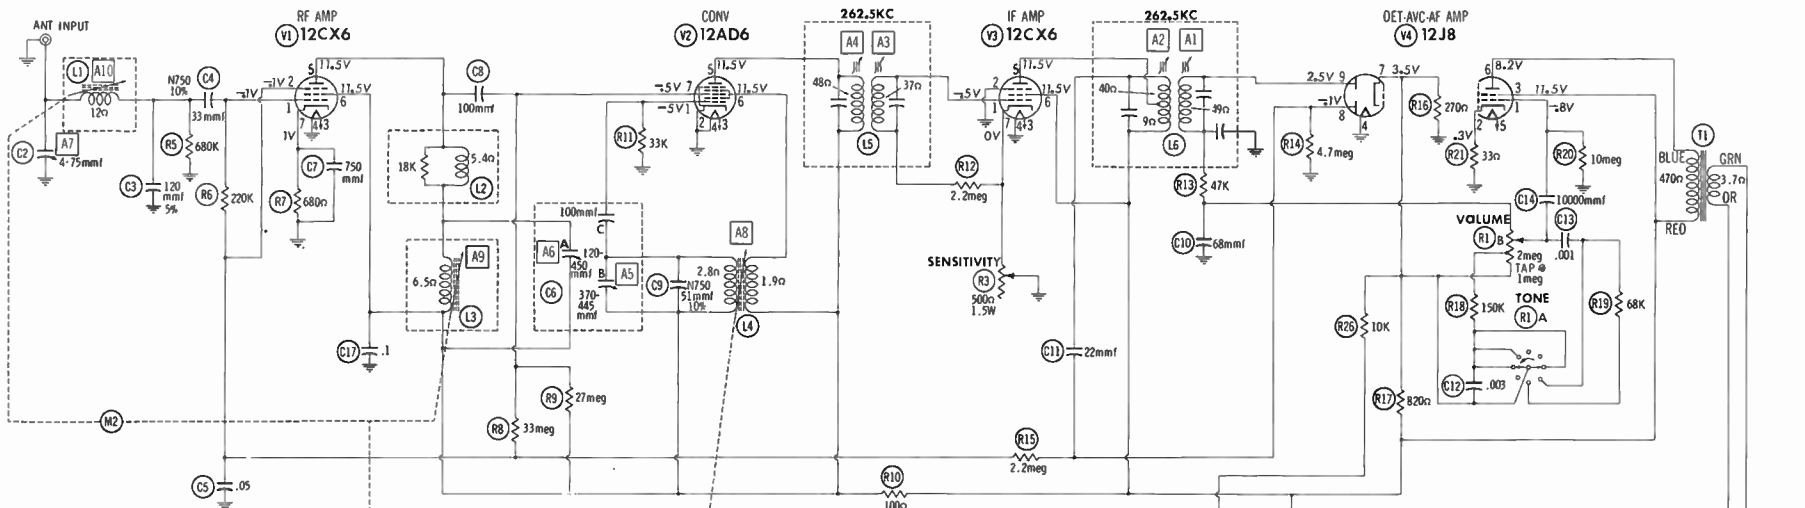 ANT INPUT
RF AMP
V1 12CX6
CONV
V2 12AD6
262.5KC
IF AMP
V3 12CX6
262.5KC
DET-AVC-AF AMP
V4 12J8
L1
A10
12Ω
N750
10%
C4
33mmf
-.1V
-.1V 2
1
5
11.5V
11.5V
6
7
4 3
1V
C2
A7
4.75mmf
C3
120
mmf
5%
R5
680K
R6
220K
C7
750
mmf
R7
680Ω
C17
.1
C5
.05
M2
C8
100mmf
18K
5.4Ω
L2
6.5Ω
A9
L3
R8
33meg
R9
27meg
-.5V 7
-5V 1
5
11.5V
11.5V
6
2
4 3
R11
33K
100mmf
C
A6
A
120-
450
mmf
B
A5
C6
370-
445
mmf
C9
N750
51mmf
10%
2.8Ω
A8
1.9Ω
L4
A4
A3
48Ω
37Ω
L5
R12
2.2meg
-.5V
2
1
5
11.5V
11.5V
6
7
4 3
0V
SENSITIVITY
R3
500Ω
1.5W
R15
2.2meg
R10
100Ω
C11
22mmf
A2
A1
40Ω
9Ω
49Ω
L6
R13
47K
C10
68mmf
2.5V 9
-.1V
8
7 3.5V
4
R14
4.7meg
R16
270Ω
6
8.2V
3
11.5V
1
-.8V
.3V 2
5
R21
33Ω
R20
10meg
C14
10000mmf
C13
.001
VOLUME
R1 B
2meg
TAP @
1meg
R18
150K
TONE
R1 A
R19
68K
C12
.003
R26
10K
R17
820Ω
T1
BLUE
470Ω
RED
GRN
3.7Ω
OR